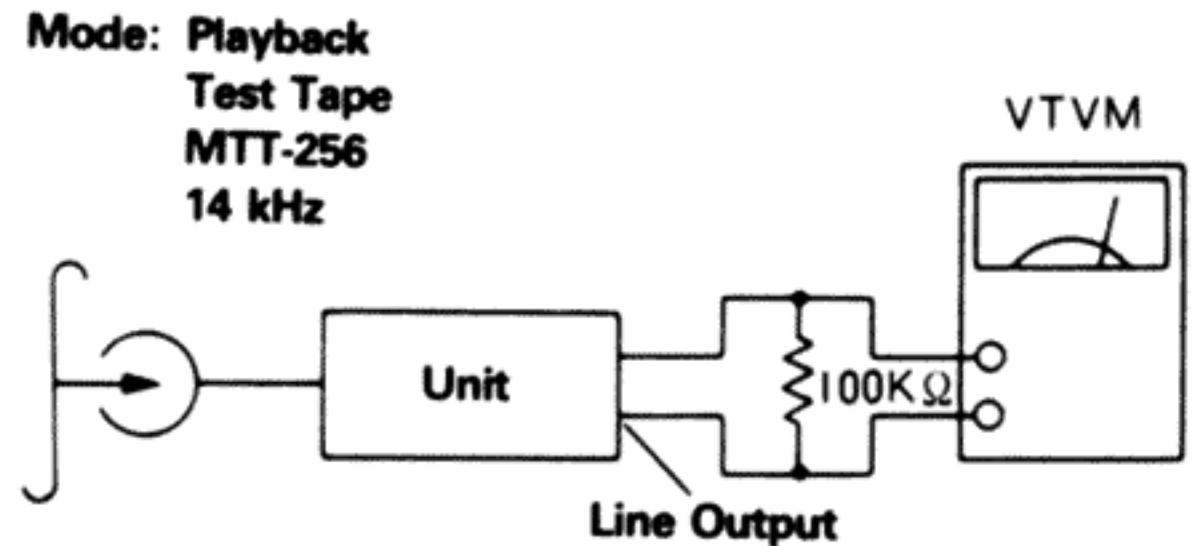 Mode: Playback
Test Tape
MTT-256
14 kHz
VTVM
Unit
100KΩ
Line Output